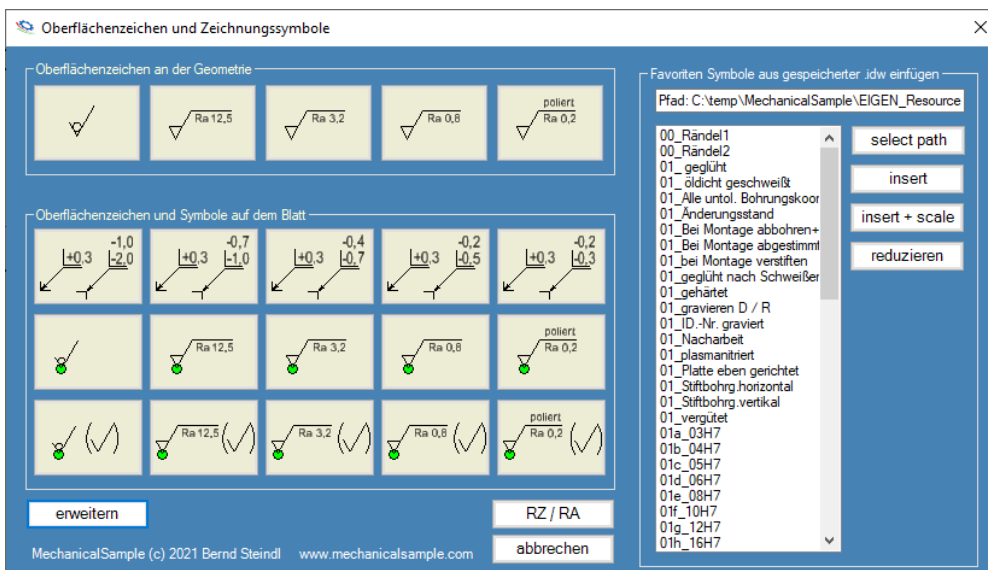 Oberflächenzeichen und Zeichnungssymbole
Oberflächenzeichen an der Geometrie
Ra 12,5
Ra 3,2
Ra 0,8
poliert
Ra 0,2
Oberflächenzeichen und Symbole auf dem Blatt
+0,3 -1,0 -2,0
+0,3 -0,7 -1,0
+0,3 -0,4 -0,7
+0,3 -0,2 -0,5
+0,3 -0,2 -0,3
Ra 12,5
Ra 3,2
Ra 0,8
poliert
Ra 0,2
Ra 12,5
Ra 3,2
Ra 0,8
poliert
Ra 0,2
erweitern
RZ / RA
abbrechen
MechanicalSample (c) 2021 Bernd Steindl www.mechanicalsample.com
Favoriten Symbole aus gespeicherter .idw einfügen
Pfad: C:\temp\MechanicalSample\EIGEN_Resource
00_Rändel1
00_Rändel2
01_ geglüht
01_ öldicht geschweißt
01_Alle untol. Bohrungskoor
01_Änderungsstand
01_Bei Montage abbohren+
01_Bei Montage abgestimmt
01_bei Montage verstiften
01_geglüht nach Schweißen
01_gehärtet
01_gravieren D / R
01_ID.-Nr. graviert
01_Nacharbeit
01_plasmanitriert
01_Platte eben gerichtet
01_Stiftbohrg.horizontal
01_Stiftbohrg.vertikal
01_vergütet
01a_03H7
01b_04H7
01c_05H7
01d_06H7
01e_08H7
01f_10H7
01g_12H7
01h_16H7
select path
insert
insert + scale
reduzieren